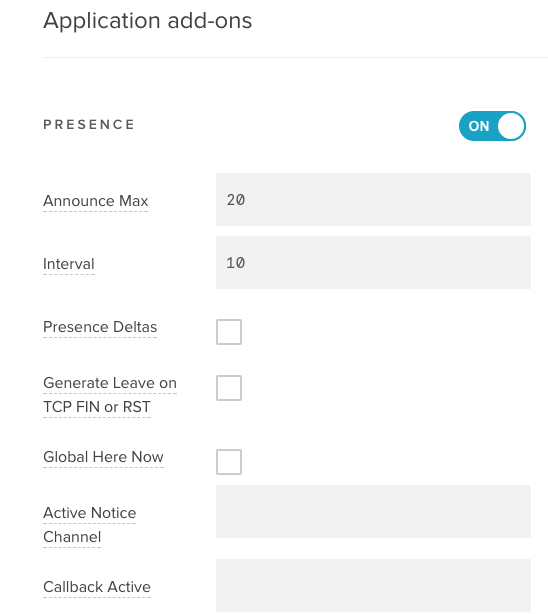 Application add-ons
PRESENCE
ON
Announce Max
20
Interval
10
Presence Deltas
Generate Leave on
TCP FIN or RST
Global Here Now
Active Notice
Channel
Callback Active